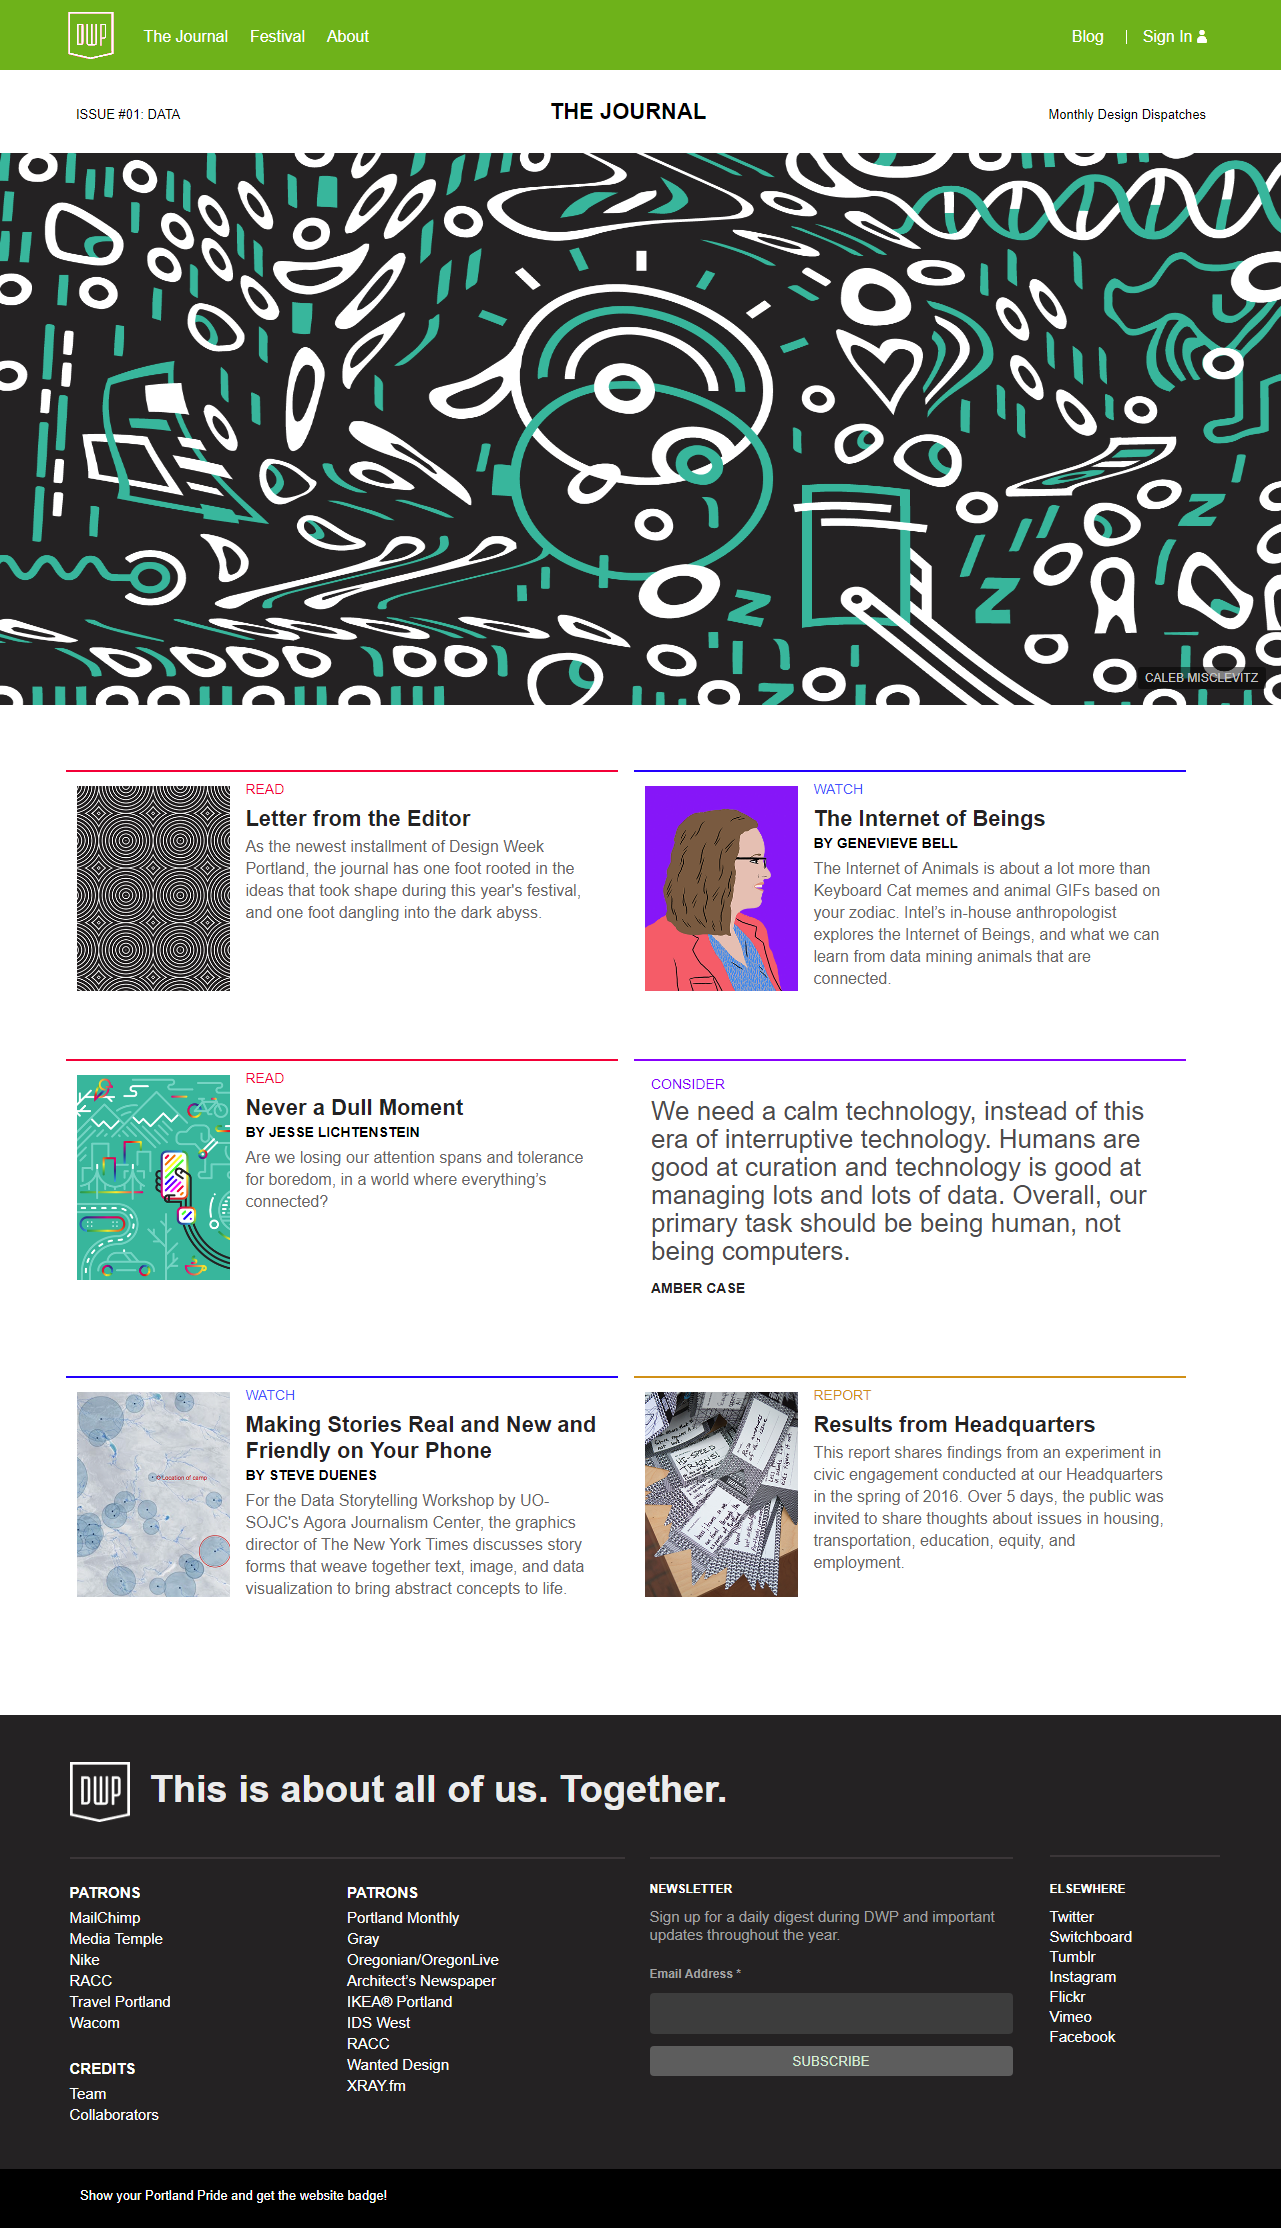 DWP
The Journal
Festival
About
Blog
|
Sign In
ISSUE #01: DATA
THE JOURNAL
Monthly Design Dispatches
CALEB MISCLEVITZ
READ
Letter from the Editor
As the newest installment of Design Week
Portland, the journal has one foot rooted in the
ideas that took shape during this year's festival,
and one foot dangling into the dark abyss.
WATCH
The Internet of Beings
BY GENEVIEVE BELL
The Internet of Animals is about a lot more than
Keyboard Cat memes and animal GIFs based on
your zodiac. Intel's in-house anthropologist
explores the Internet of Beings, and what we can
learn from data mining animals that are
connected.
READ
Never a Dull Moment
BY JESSE LICHTENSTEIN
Are we losing our attention spans and tolerance
for boredom, in a world where everything's
connected?
CONSIDER
We need a calm technology, instead of this
era of interruptive technology. Humans are
good at curation and technology is good at
managing lots and lots of data. Overall, our
primary task should be being human, not
being computers.
AMBER CASE
WATCH
Making Stories Real and New and
Friendly on Your Phone
BY STEVE DUENES
For the Data Storytelling Workshop by UO-
SOJC's Agora Journalism Center, the graphics
director of The New York Times discusses story
forms that weave together text, image, and data
visualization to bring abstract concepts to life.
Location of camp
REPORT
Results from Headquarters
This report shares findings from an experiment in
civic engagement conducted at our Headquarters
in the spring of 2016. Over 5 days, the public was
invited to share thoughts about issues in housing,
transportation, education, equity, and
employment.
HI-SPEED
TRAINS!
DWP
This is about all of us. Together.
PATRONS
MailChimp
Media Temple
Nike
RACC
Travel Portland
Wacom
CREDITS
Team
Collaborators
PATRONS
Portland Monthly
Gray
Oregonian/OregonLive
Architect's Newspaper
IKEA® Portland
IDS West
RACC
Wanted Design
XRAY.fm
NEWSLETTER
Sign up for a daily digest during DWP and important
updates throughout the year.
Email Address *
SUBSCRIBE
ELSEWHERE
Twitter
Switchboard
Tumblr
Instagram
Flickr
Vimeo
Facebook
Show your Portland Pride and get the website badge!